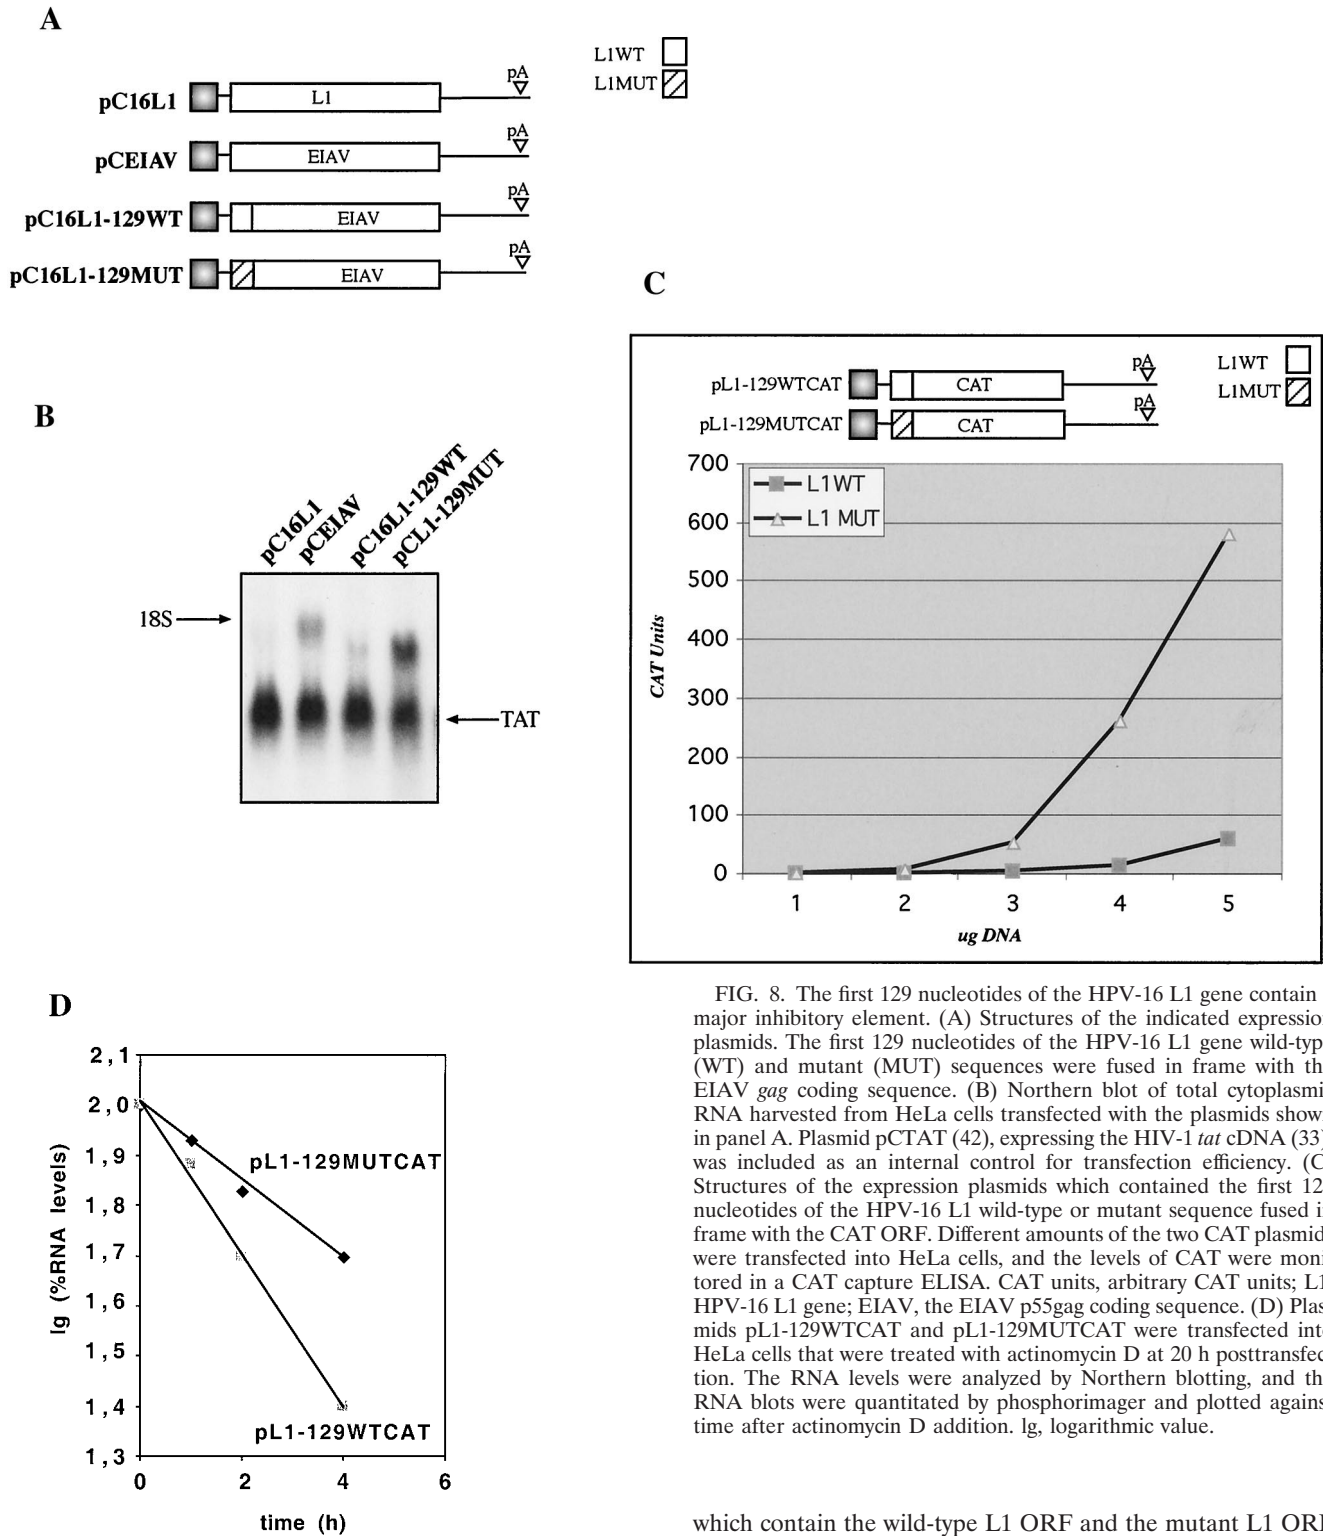 A
L1WT
L1MUT
pC16L1
L1
pA
pCEIAV
EIAV
pA
pC16L1-129WT
EIAV
pA
pC16L1-129MUT
EIAV
pA
B
pC16L1
pCEIAV
pC16L1-129WT
pCL1-129MUT
18S
TAT
C
pL1-129WTCAT
CAT
pA
L1WT
pL1-129MUTCAT
CAT
pA
L1MUT
700
600
500
400
300
200
100
0
L1WT
L1 MUT
CAT Units
1 2 3 4 5
ug DNA
D
2,1
2,0
1,9
1,8
1,7
1,6
1,5
1,4
1,3
lg (%RNA levels)
pL1-129MUTCAT
pL1-129WTCAT
0 2 4 6
time (h)
FIG. 8. The first 129 nucleotides of the HPV-16 L1 gene contain
major inhibitory element. (A) Structures of the indicated expression
plasmids. The first 129 nucleotides of the HPV-16 L1 gene wild-typ
(WT) and mutant (MUT) sequences were fused in frame with th
EIAV gag coding sequence. (B) Northern blot of total cytoplasmi
RNA harvested from HeLa cells transfected with the plasmids show
in panel A. Plasmid pCTAT (42), expressing the HIV-1 tat cDNA (33)
was included as an internal control for transfection efficiency. (C
Structures of the expression plasmids which contained the first 12
nucleotides of the HPV-16 L1 wild-type or mutant sequence fused i
frame with the CAT ORF. Different amounts of the two CAT plasmid
were transfected into HeLa cells, and the levels of CAT were moni
tored in a CAT capture ELISA. CAT units, arbitrary CAT units; L1
HPV-16 L1 gene; EIAV, the EIAV p55gag coding sequence. (D) Plas
mids pL1-129WTCAT and pL1-129MUTCAT were transfected int
HeLa cells that were treated with actinomycin D at 20 h posttransfec
tion. The RNA levels were analyzed by Northern blotting, and th
RNA blots were quantitated by phosphorimager and plotted agains
time after actinomycin D addition. lg, logarithmic value.
which contain the wild-type L1 ORF and the mutant L1 ORF